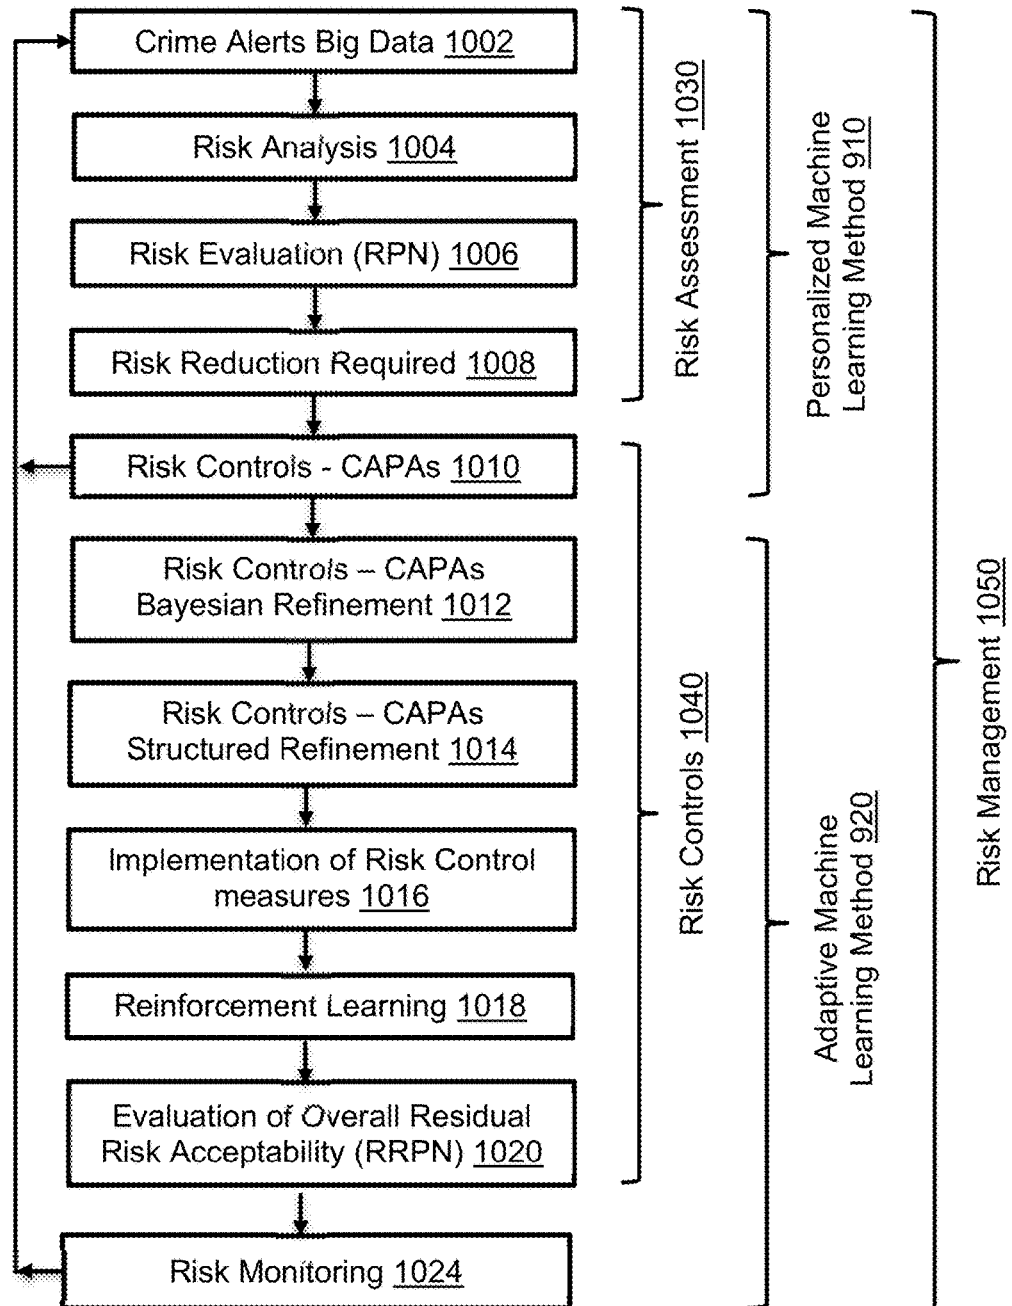 Crime Alerts Big Data 1002
Risk Analysis 1004
Risk Evaluation (RPN) 1006
Risk Reduction Required 1008
Risk Controls - CAPAs 1010
Risk Controls – CAPAs
Bayesian Refinement 1012
Risk Controls – CAPAs
Structured Refinement 1014
Implementation of Risk Control
measures 1016
Reinforcement Learning 1018
Evaluation of Overall Residual
Risk Acceptability (RRPN) 1020
Risk Monitoring 1024
Risk Assessment 1030
Risk Controls 1040
Personalized Machine
Learning Method 910
Adaptive Machine
Learning Method 920
Risk Management 1050